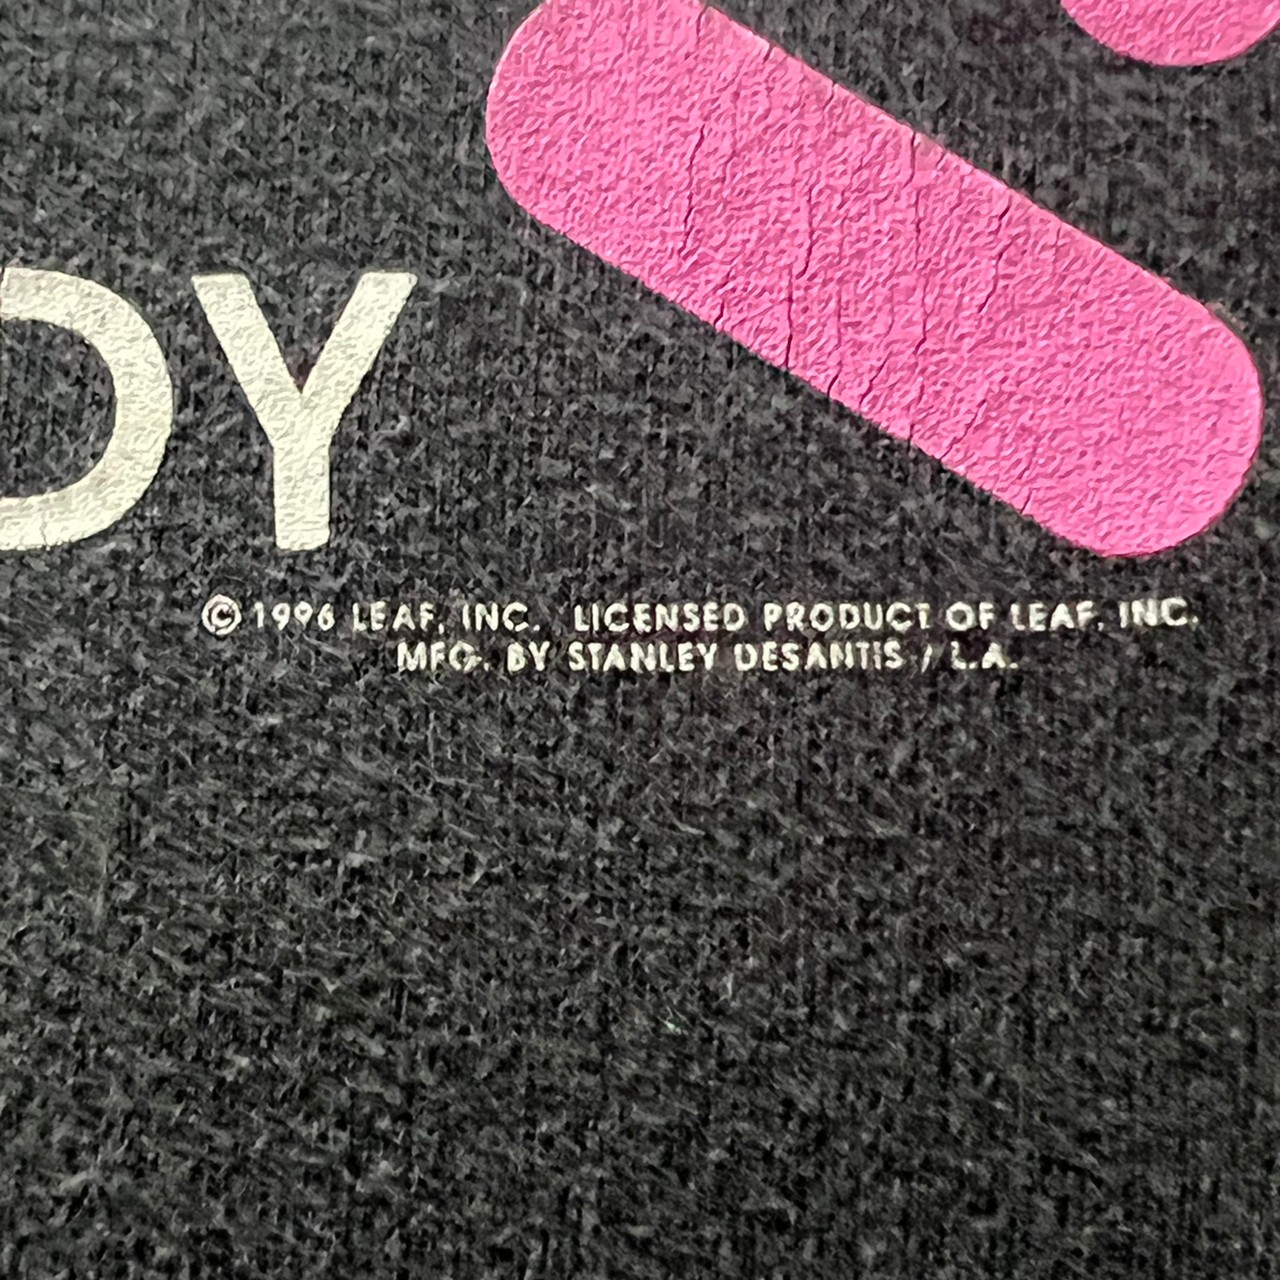 DY
© 1996 LEAF, INC. LICENSED PRODUCT OF LEAF, INC.
MFG. BY STANLEY DESANTIS / L.A.